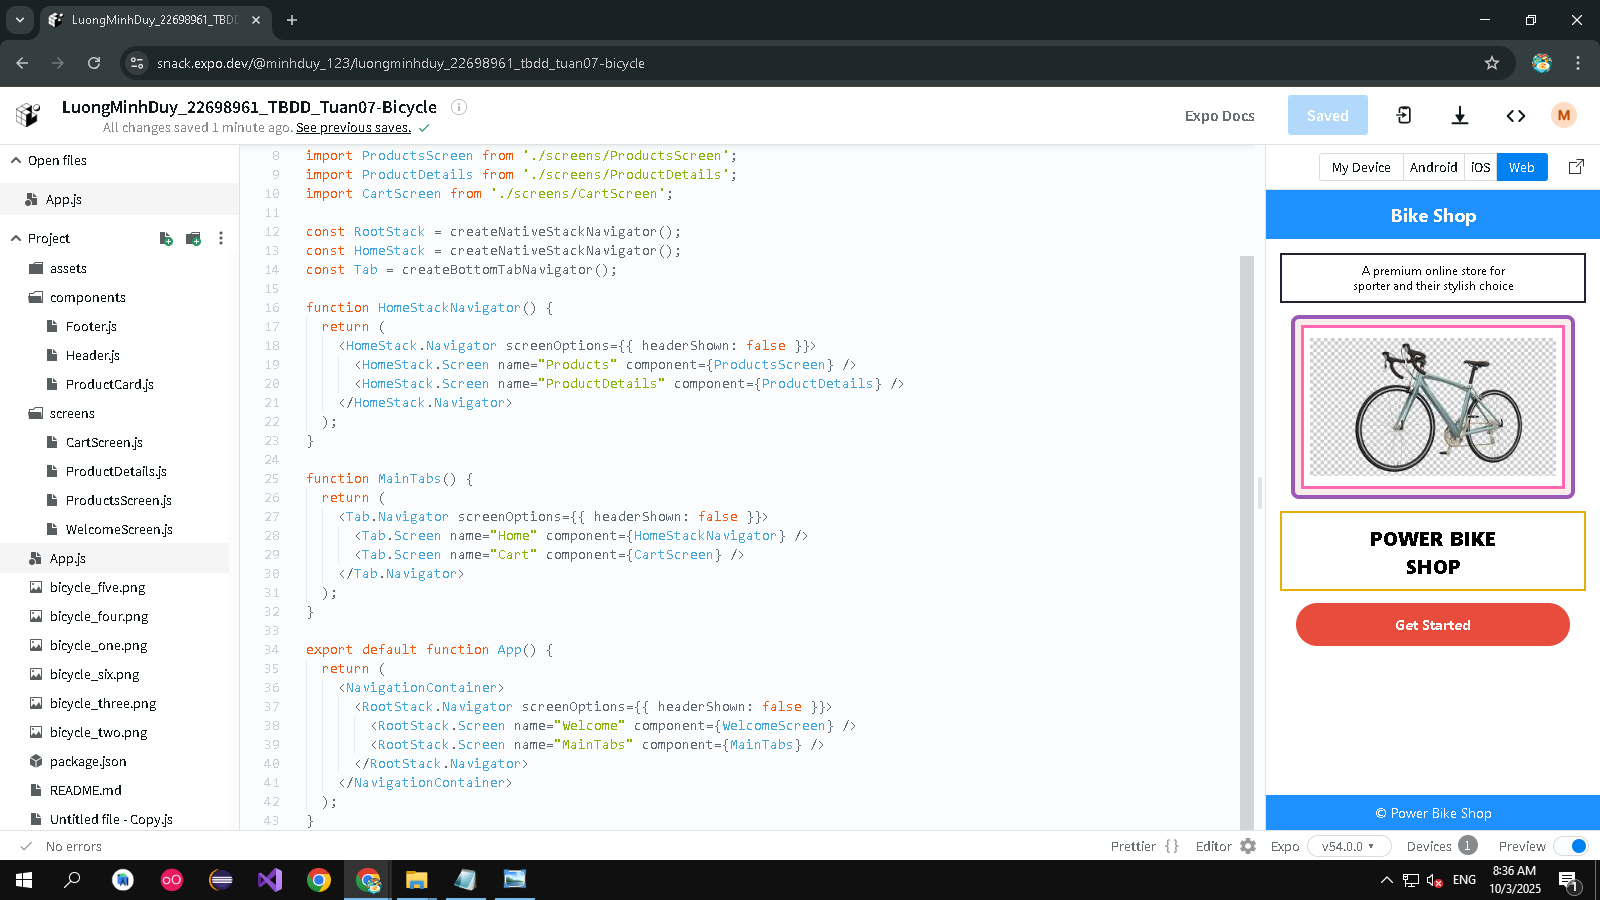 LuongMinhDuy_22698961_TBDD
snack.expo.dev/@minhduy_123/luongminhduy_22698961_tbdd_tuan07-bicycle
LuongMinhDuy_22698961_TBDD_Tuan07-Bicycle
All changes saved 1 minute ago. See previous saves.
Expo Docs
Saved
M
Open files
App.js
Project
assets
components
Footer.js
Header.js
ProductCard.js
screens
CartScreen.js
ProductDetails.js
ProductsScreen.js
WelcomeScreen.js
App.js
bicycle_five.png
bicycle_four.png
bicycle_one.png
bicycle_six.png
bicycle_three.png
bicycle_two.png
package.json
README.md
Untitled file - Copy.js
8 import ProductsScreen from './screens/ProductsScreen';
9 import ProductDetails from './screens/ProductDetails';
10 import CartScreen from './screens/CartScreen';
11
12 const RootStack = createNativeStackNavigator();
13 const HomeStack = createNativeStackNavigator();
14 const Tab = createBottomTabNavigator();
15
16 function HomeStackNavigator() {
17 return (
18 <HomeStack.Navigator screenOptions={{ headerShown: false }}>
19 <HomeStack.Screen name="Products" component={ProductsScreen} />
20 <HomeStack.Screen name="ProductDetails" component={ProductDetails} />
21 </HomeStack.Navigator>
22 );
23 }
24
25 function MainTabs() {
26 return (
27 <Tab.Navigator screenOptions={{ headerShown: false }}>
28 <Tab.Screen name="Home" component={HomeStackNavigator} />
29 <Tab.Screen name="Cart" component={CartScreen} />
30 </Tab.Navigator>
31 );
32 }
33
34 export default function App() {
35 return (
36 <NavigationContainer>
37 <RootStack.Navigator screenOptions={{ headerShown: false }}>
38 <RootStack.Screen name="Welcome" component={WelcomeScreen} />
39 <RootStack.Screen name="MainTabs" component={MainTabs} />
40 </RootStack.Navigator>
41 </NavigationContainer>
42 );
43 }
My Device Android iOS Web
Bike Shop
A premium online store for
sporter and their stylish choice
POWER BIKE
SHOP
Get Started
© Power Bike Shop
No errors
Prettier {} Editor Expo v54.0.0 Devices 1 Preview
ENG
8:36 AM
10/3/2025
1